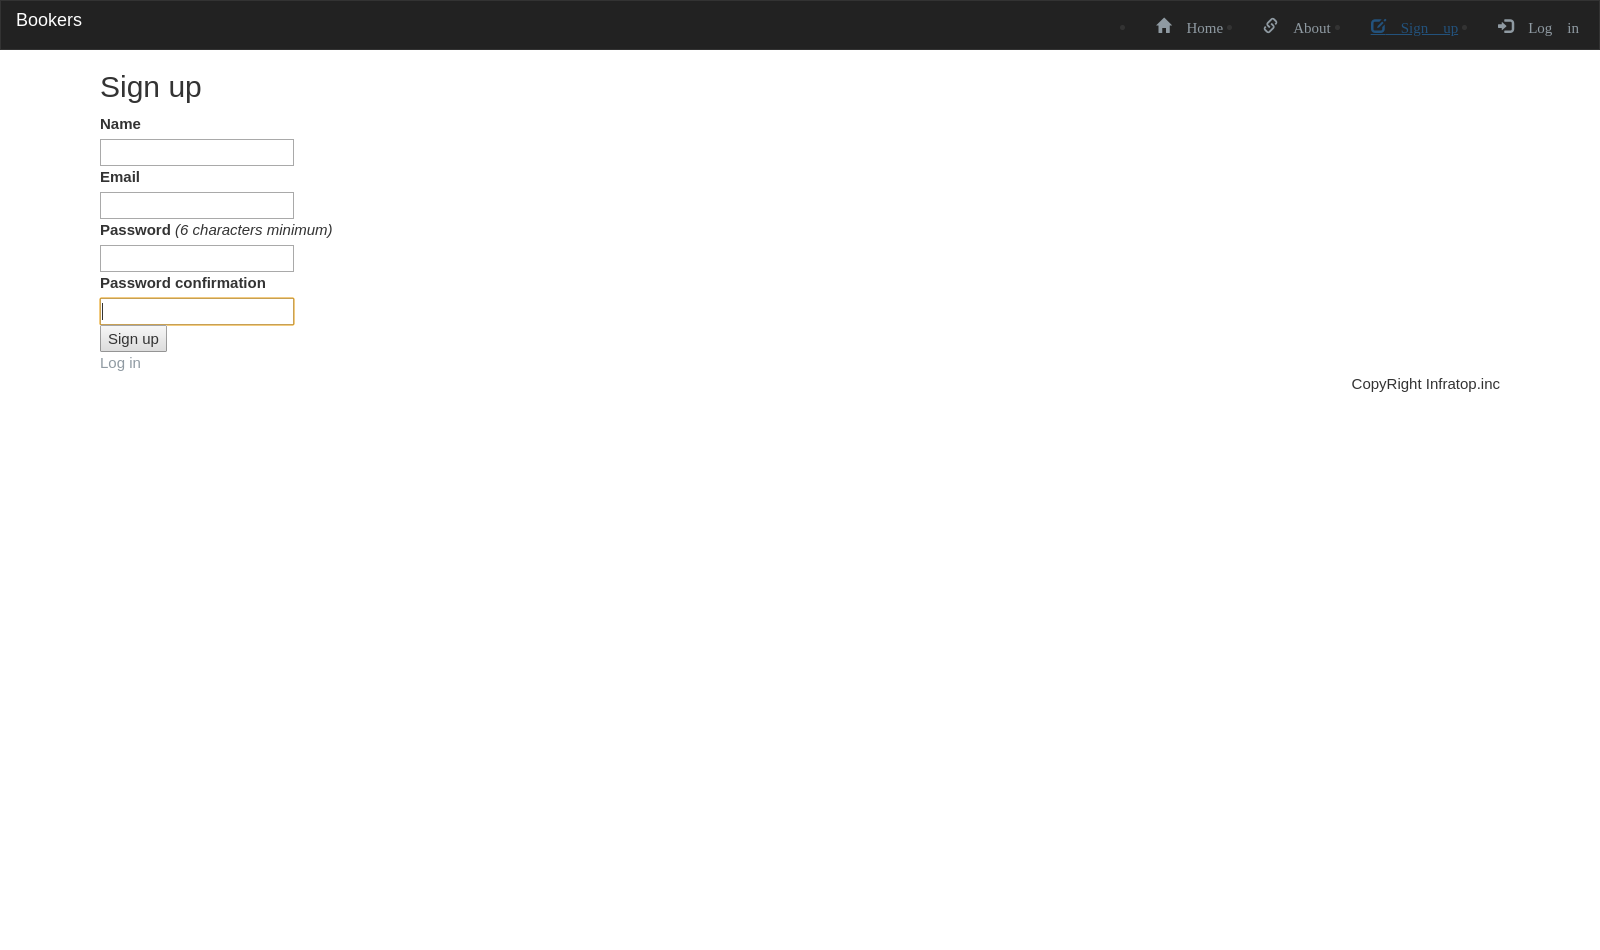 Bookers
Home
About
Sign up
Log in
Sign up
Name
Email
Password (6 characters minimum)
Password confirmation
Sign up
Log in
CopyRight Infratop.inc